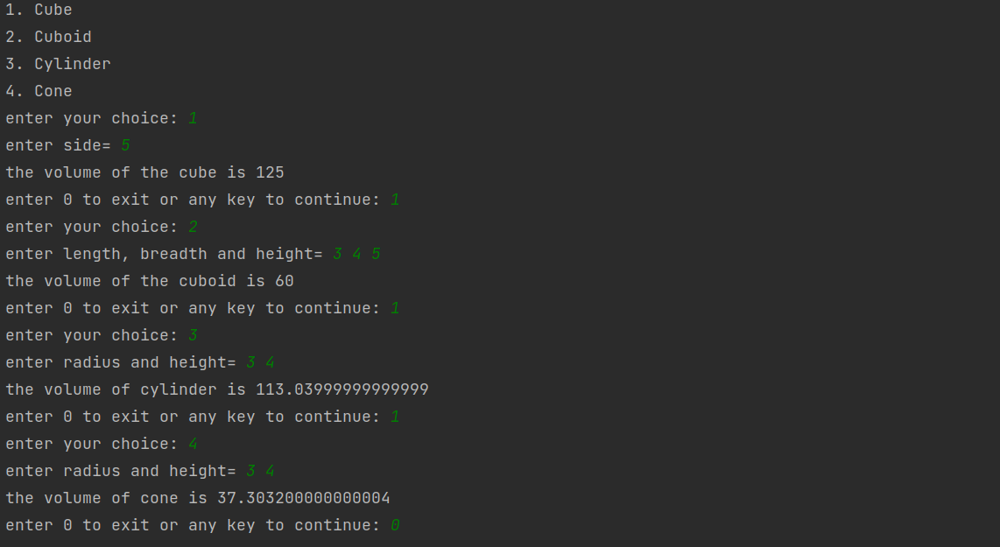 1. Cube
2. Cuboid
3. Cylinder
4. Cone
enter your choice: 1
enter side= 5
the volume of the cube is 125
enter 0 to exit or any key to continue: 1
enter your choice: 2
enter length, breadth and height= 3 4 5
the volume of the cuboid is 60
enter 0 to exit or any key to continue: 1
enter your choice: 3
enter radius and height= 3 4
the volume of cylinder is 113.03999999999999
enter 0 to exit or any key to continue: 1
enter your choice: 4
enter radius and height= 3 4
the volume of cone is 37.303200000000004
enter 0 to exit or any key to continue: 0